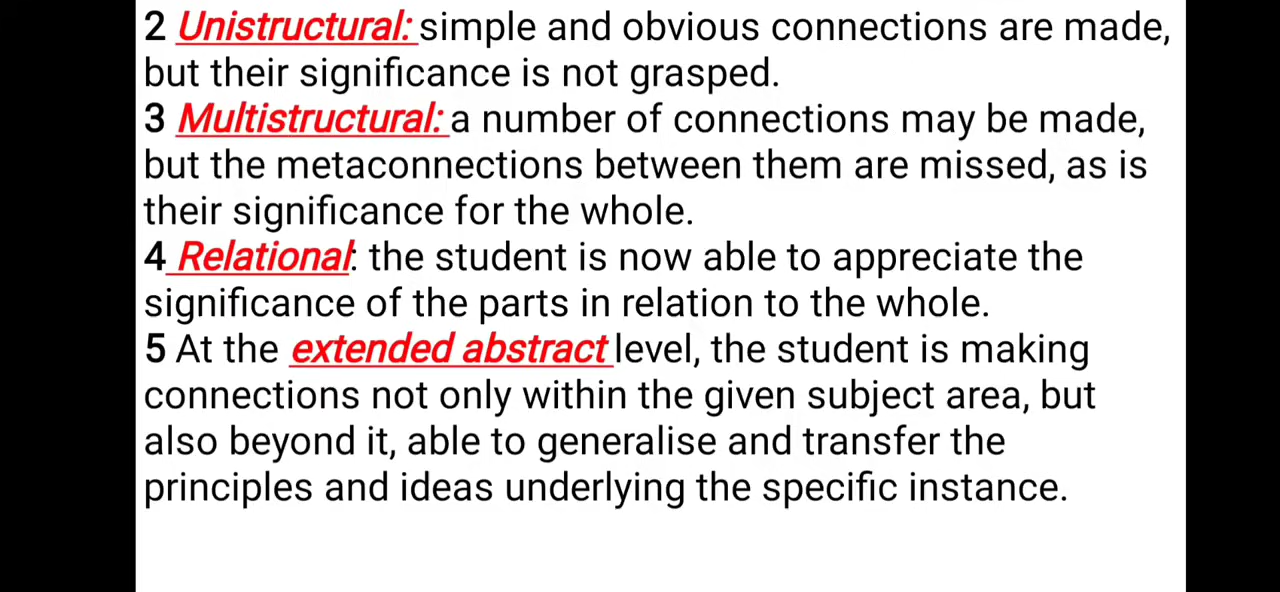 2 Unistructural: simple and obvious connections are made,
but their significance is not grasped.
3 Multistructural: a number of connections may be made,
but the metaconnections between them are missed, as is
their significance for the whole.
4 Relational: the student is now able to appreciate the
significance of the parts in relation to the whole.
5 At the extended abstract level, the student is making
connections not only within the given subject area, but
also beyond it, able to generalise and transfer the
principles and ideas underlying the specific instance.